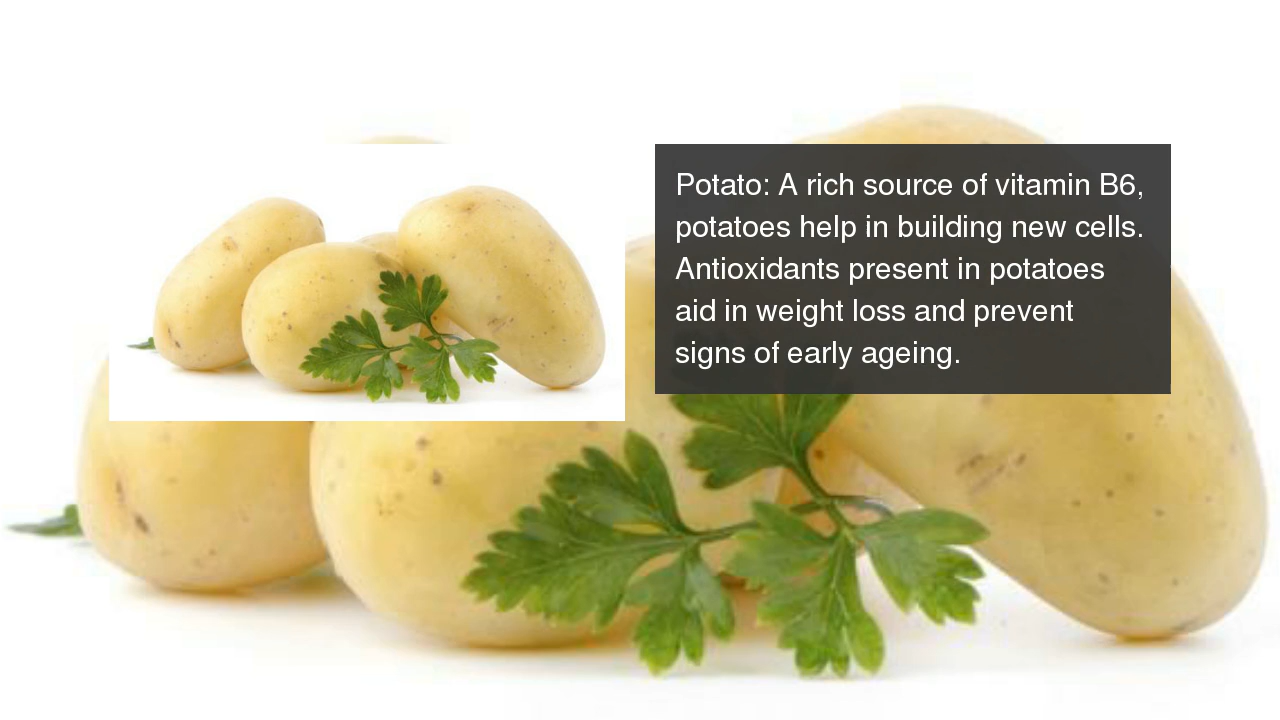 Potato: A rich source of vitamin B6,
potatoes help in building new cells.
Antioxidants present in potatoes
aid in weight loss and prevent
signs of early ageing.